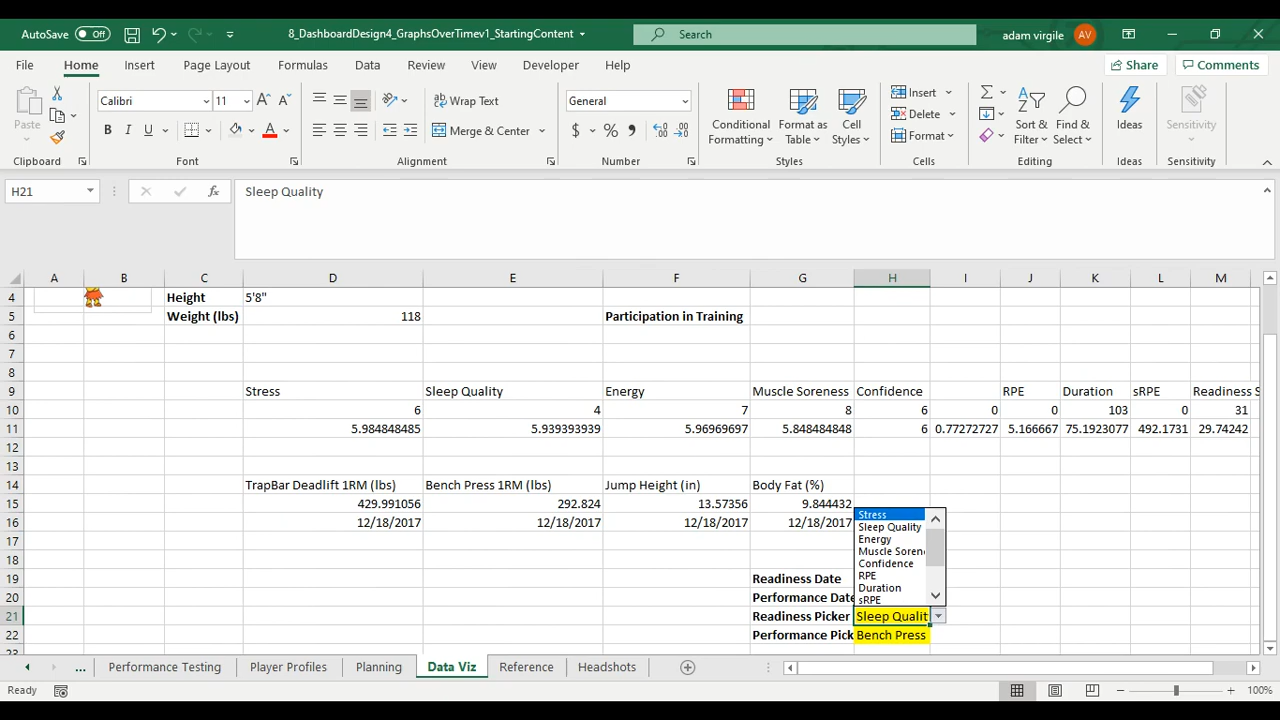 AutoSave Off 8_DashboardDesign4_GraphsOverTimev1_StartingContent Search adam virgile AV
File Home Insert Page Layout Formulas Data Review View Developer Help Share Comments
Paste Calibri 11 B I U A Wrap Text Merge & Center General $ % 9 Conditional Formatting Format as Table Cell Styles Insert Delete Format Sort & Filter Find & Select Ideas Sensitivity
Clipboard Font Alignment Number Styles Cells Editing Ideas Sensitivity
H21 fx Sleep Quality
A B C D E F G H I J K L M
4 Height 5'8"
5 Weight (lbs) 118 Participation in Training
6
7
8
9 Stress Sleep Quality Energy Muscle Soreness Confidence RPE Duration sRPE Readiness S
10 6 4 7 8 6 0 0 103 0 31
11 5.984848485 5.939393939 5.96969697 5.848484848 6 0.77272727 5.166667 75.1923077 492.1731 29.74242
12
13
14 TrapBar Deadlift 1RM (lbs) Bench Press 1RM (lbs) Jump Height (in) Body Fat (%)
15 429.991056 292.824 13.57356 9.844432
16 12/18/2017 12/18/2017 12/18/2017 12/18/2017
Stress
Sleep Quality
Energy
Muscle Soren
Confidence
RPE
Duration
sRPE
17
18
19 Readiness Date
20 Performance Date
21 Readiness Picker Sleep Qualit
22 Performance Pick Bench Press
23
... Performance Testing Player Profiles Planning Data Viz Reference Headshots
Ready 100%